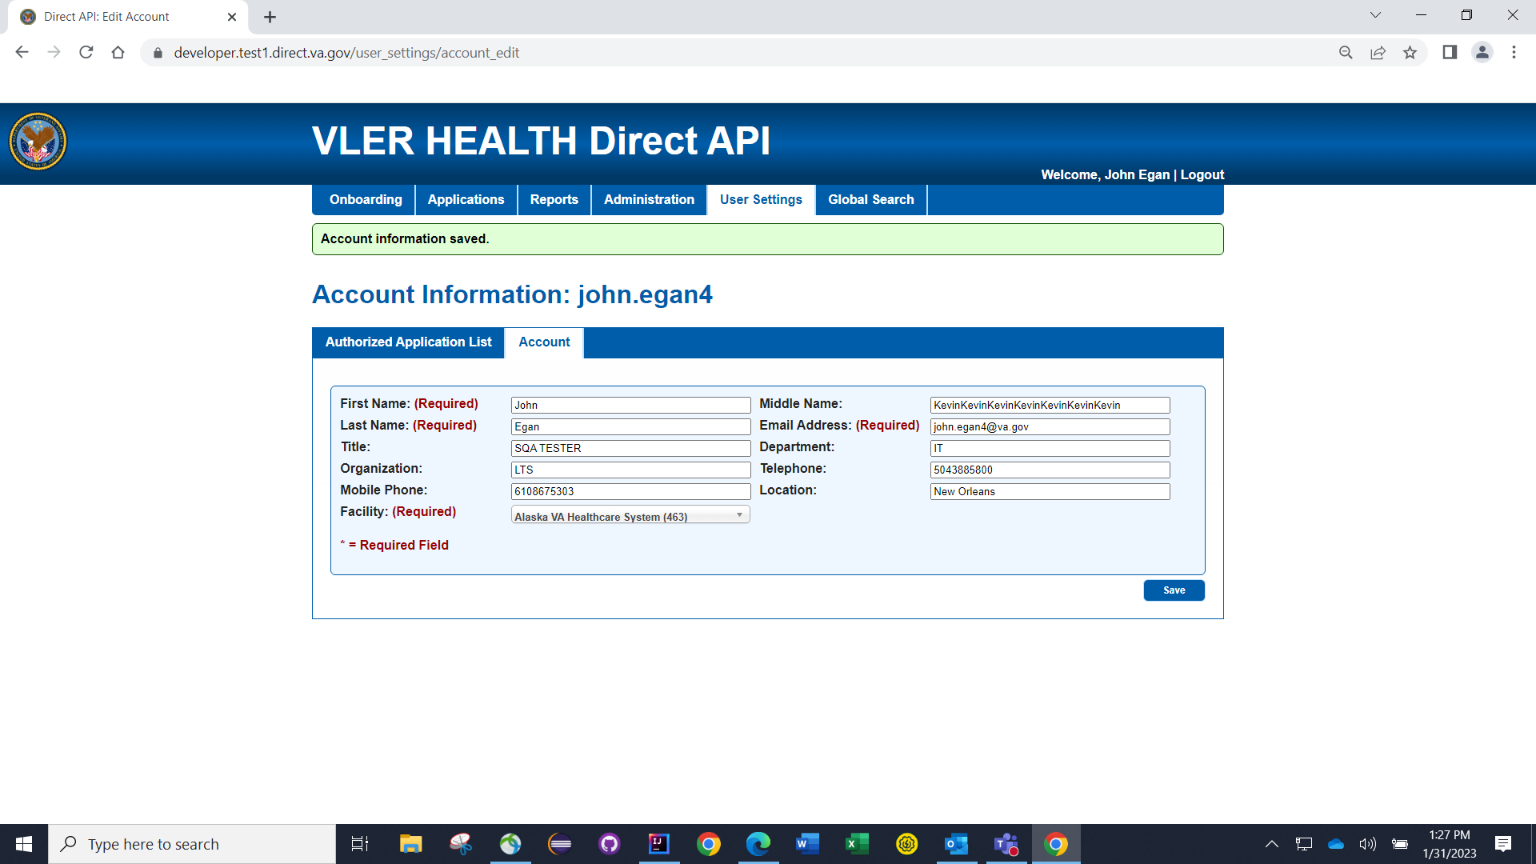 Direct API: Edit Account
developer.test1.direct.va.gov/user_settings/account_edit
VLER HEALTH Direct API
Welcome, John Egan | Logout
Onboarding Applications Reports Administration User Settings Global Search
Account information saved.
Account Information: john.egan4
Authorized Application List Account
First Name: (Required) John Middle Name: KevinKevinKevinKevinKevinKevinKevin
Last Name: (Required) Egan Email Address: (Required) john.egan4@va.gov
Title: SQA TESTER Department: IT
Organization: LTS Telephone: 5043885800
Mobile Phone: 6108675303 Location: New Orleans
Facility: (Required) Alaska VA Healthcare System (463)
* = Required Field
Save
Type here to search
1:27 PM
1/31/2023